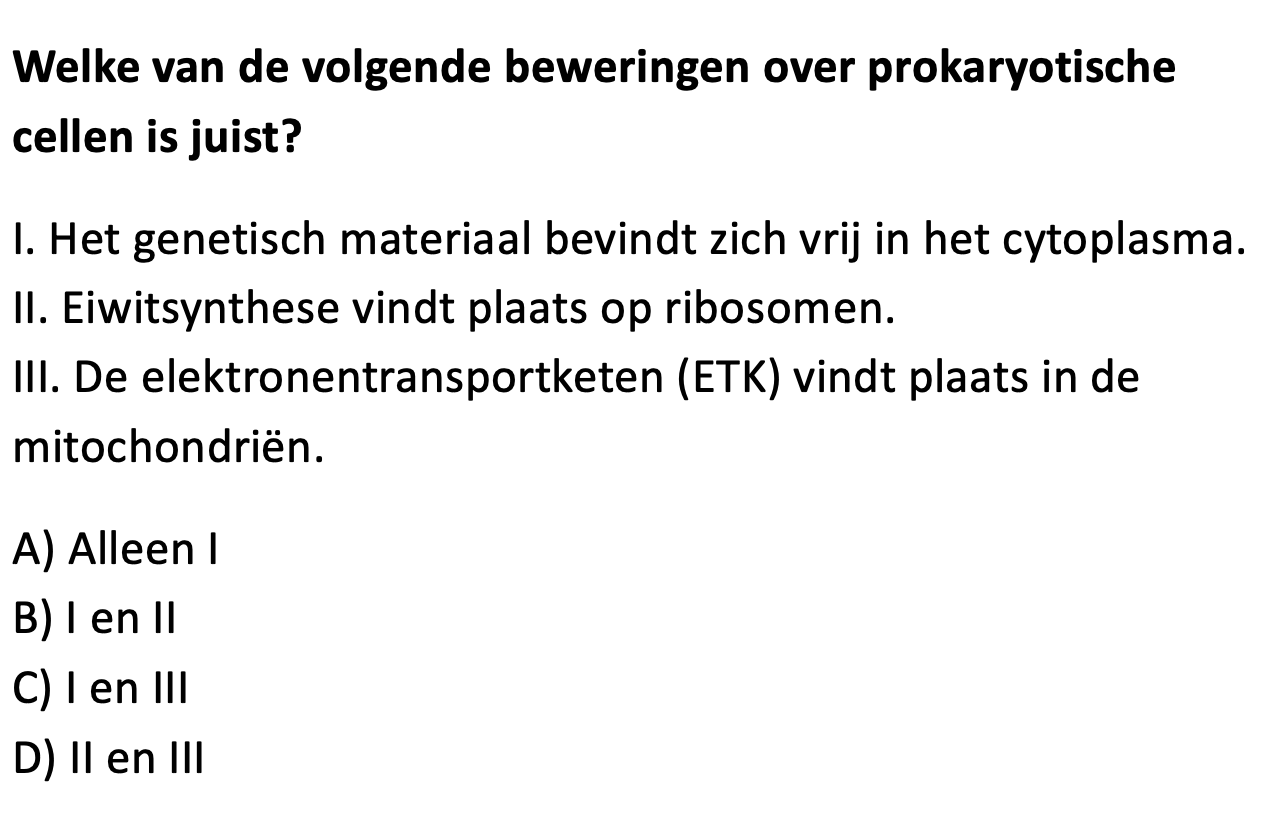 Welke van de volgende beweringen over prokaryotische
cellen is juist?
I. Het genetisch materiaal bevindt zich vrij in het cytoplasma.
II. Eiwitsynthese vindt plaats op ribosomen.
III. De elektronentransportketen (ETK) vindt plaats in de
mitochondriën.
A) Alleen I
B) I en II
C) I en III
D) II en III